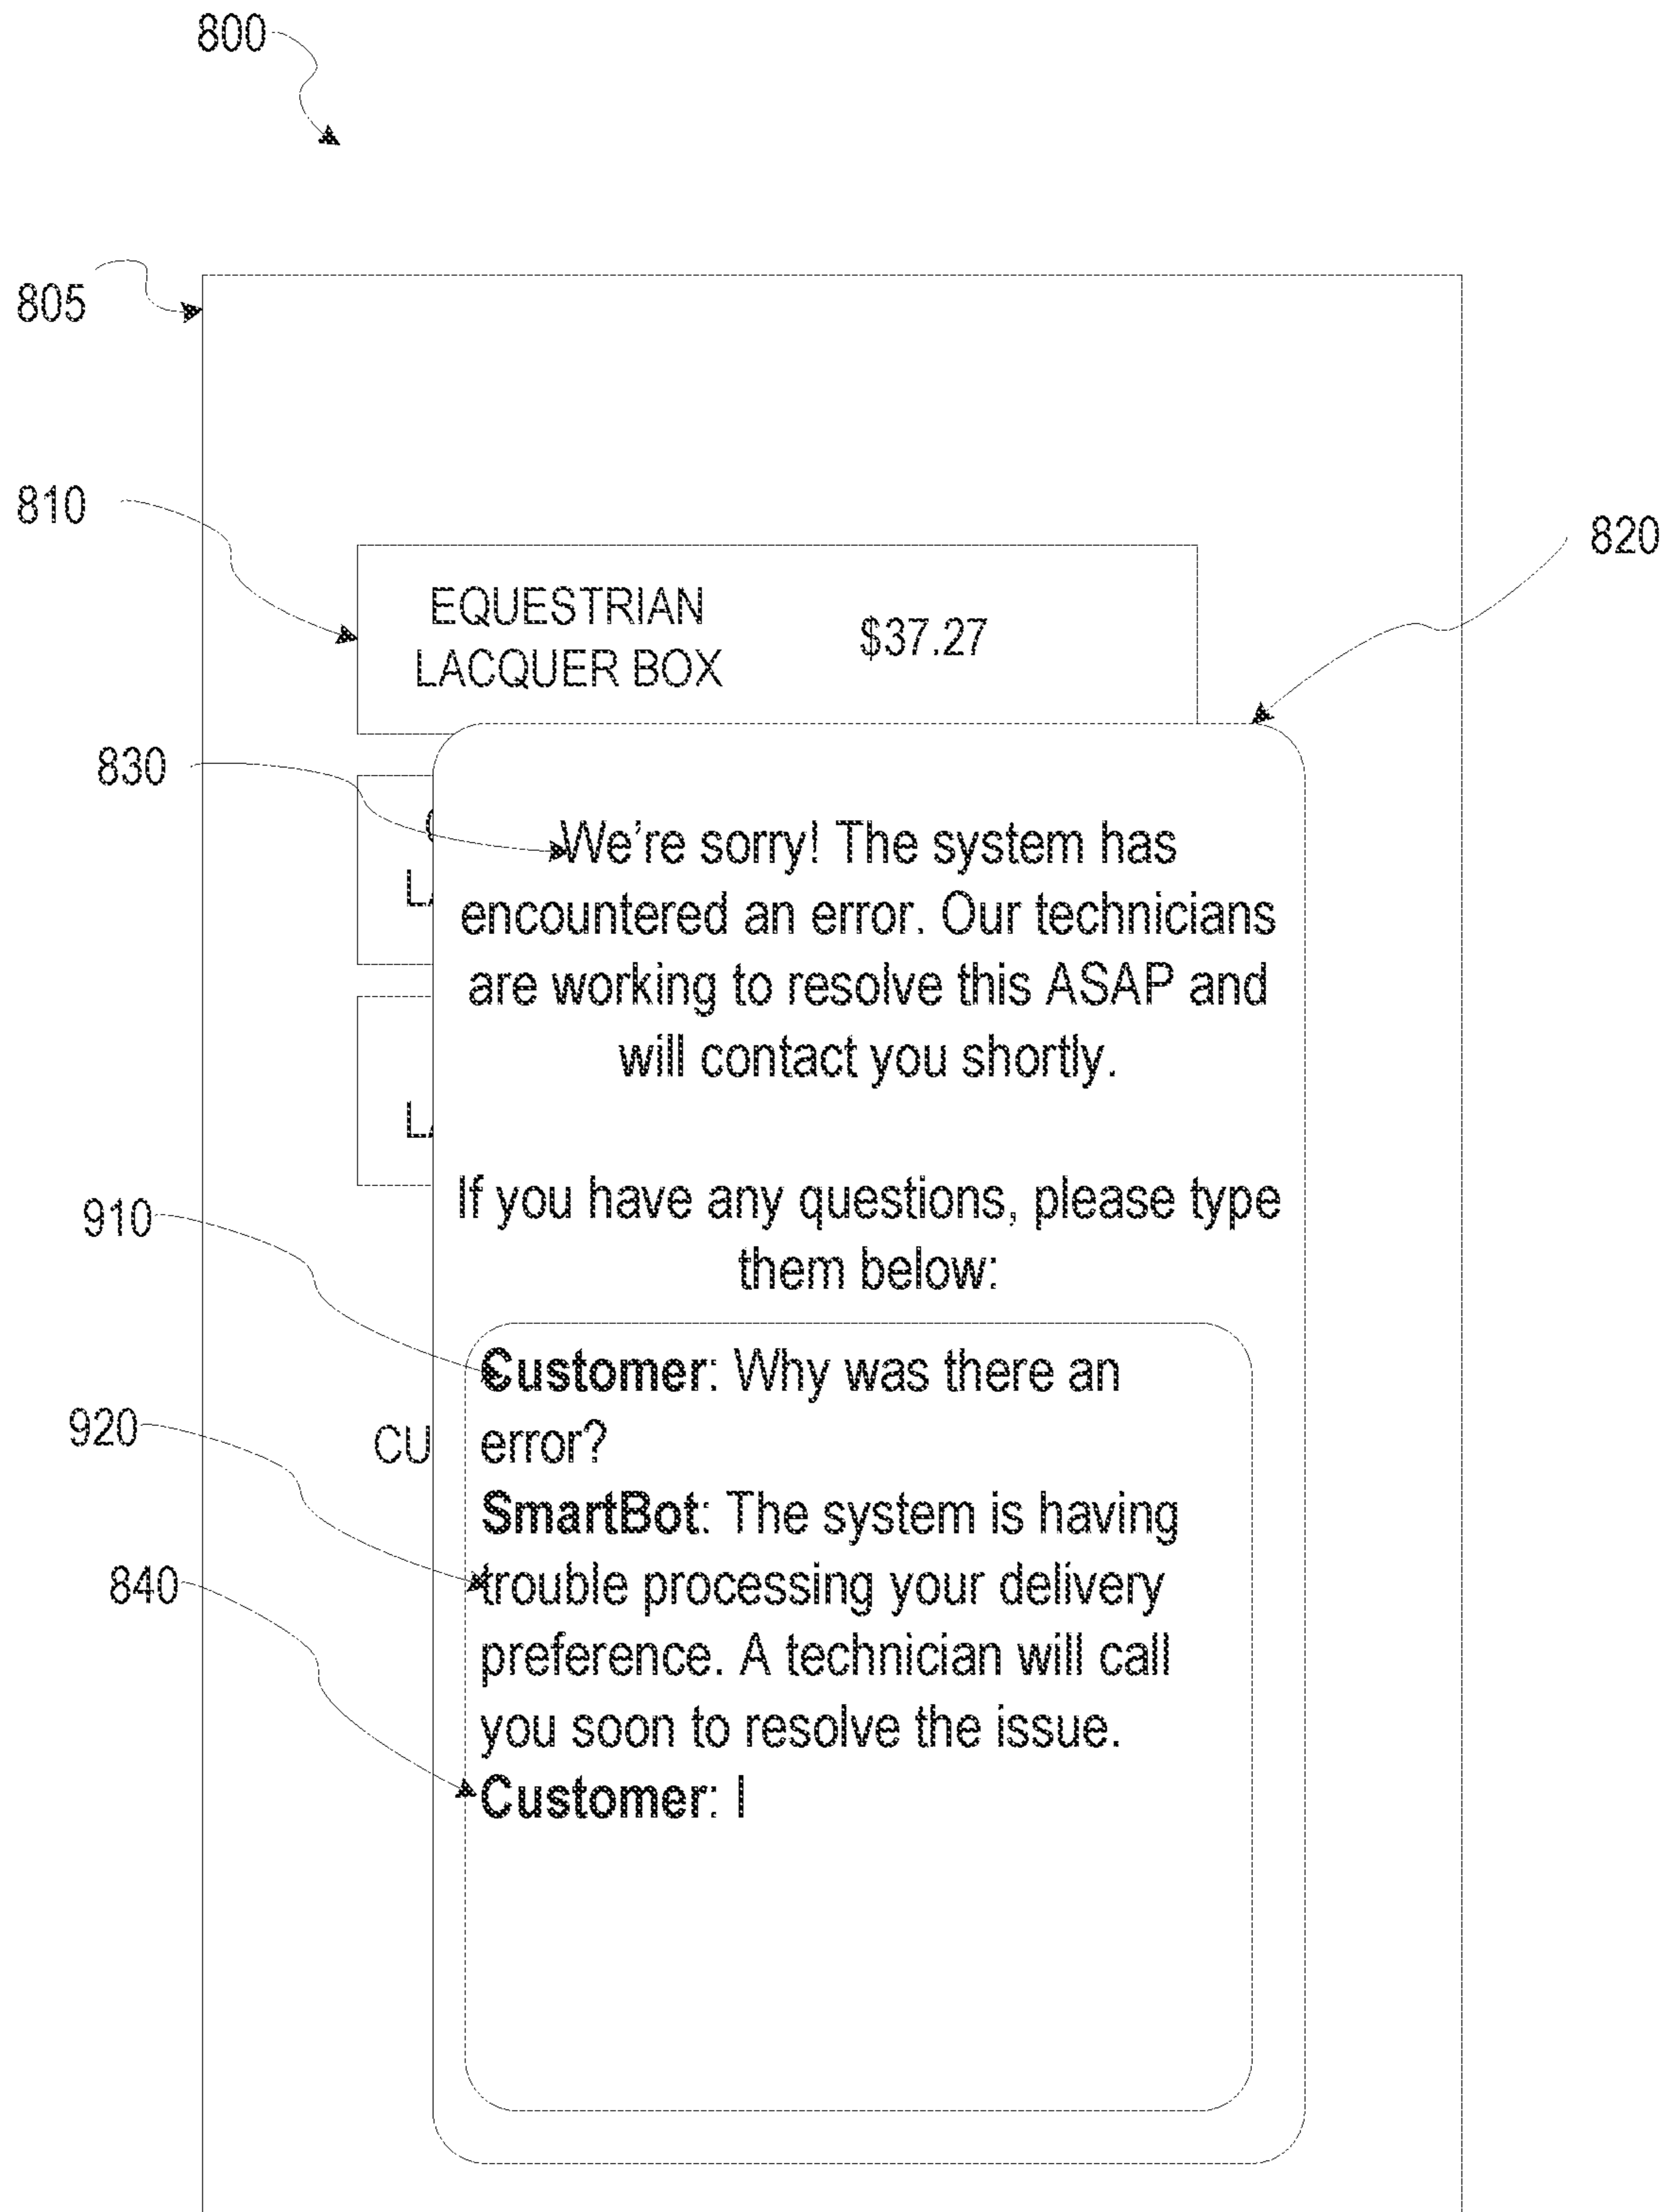 800
805
810
820
EQUESTRIAN
LACQUER BOX
$37.27
830
We're sorry! The system has
encountered an error. Our technicians
are working to resolve this ASAP and
will contact you shortly.
If you have any questions, please type
them below:
910
Customer: Why was there an
error?
920
CU
SmartBot: The system is having
trouble processing your delivery
840
preference. A technician will call
you soon to resolve the issue.
Customer: I